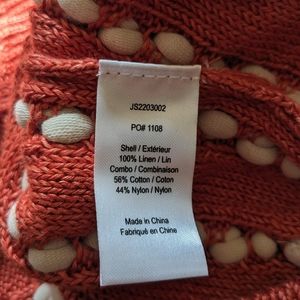 JS2203002
PO# 1108
Shell / Extérieur
100% Linen / Lin
Combo / Combinaison
56% Cotton / Coton
44% Nylon / Nylon
Made in China
Fabriqué en Chine